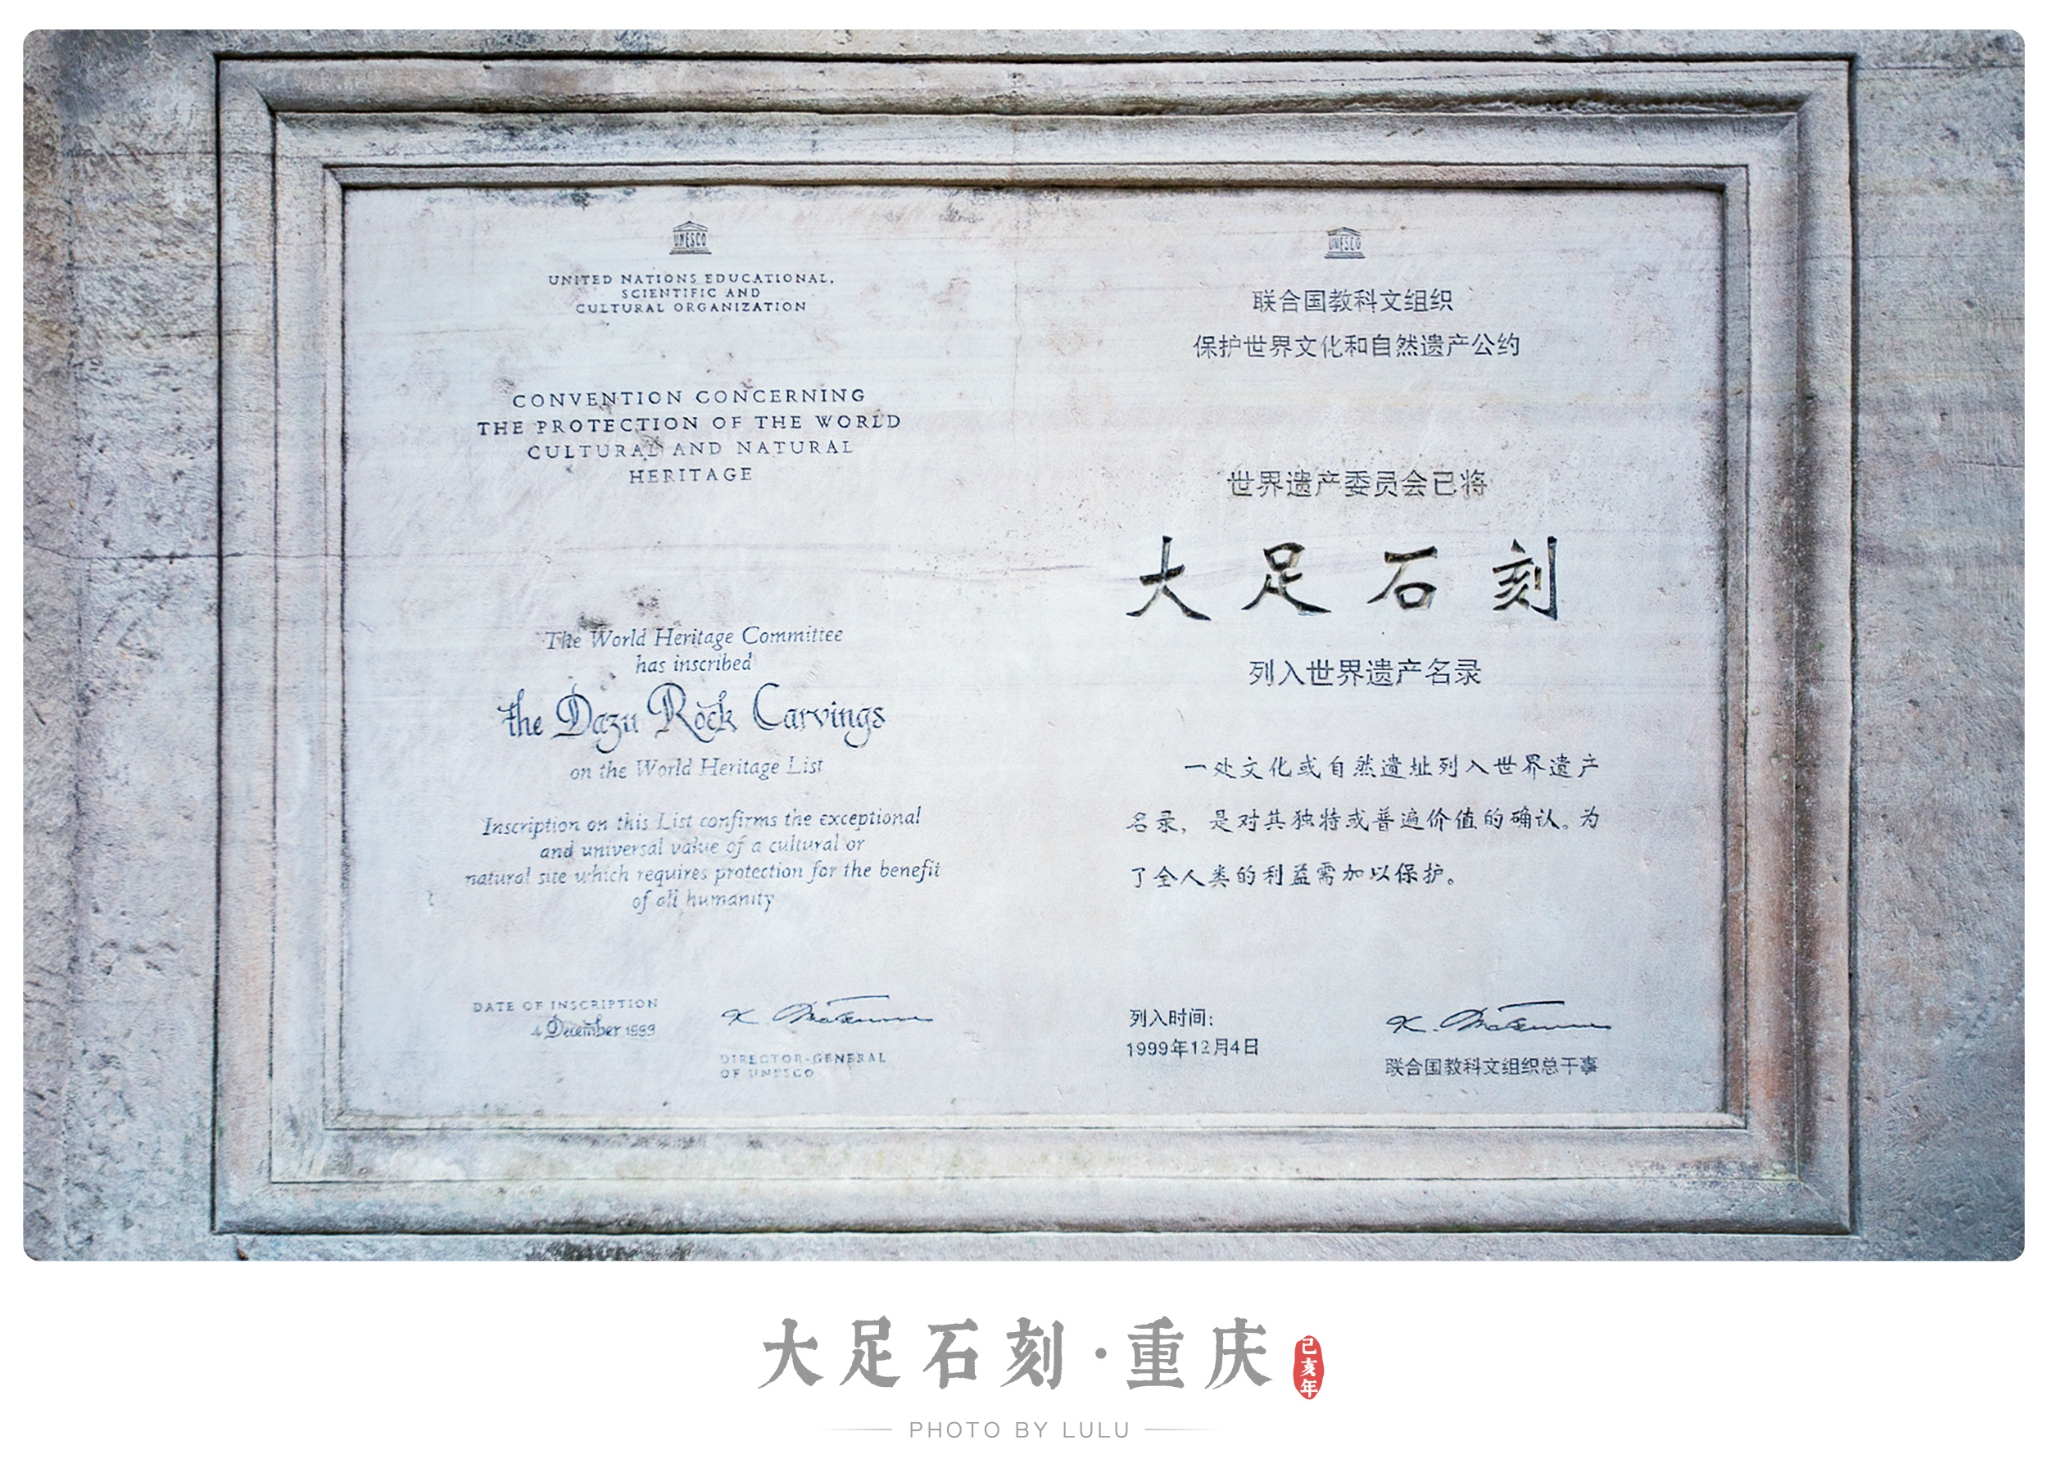 UNESCO
UNITED NATIONS EDUCATIONAL,
SCIENTIFIC AND
CULTURAL ORGANIZATION
CONVENTION CONCERNING
THE PROTECTION OF THE WORLD
CULTURAL AND NATURAL
HERITAGE
The World Heritage Committee
has inscribed
the Dazu Rock Carvings
on the World Heritage List
Inscription on this List confirms the exceptional
and universal value of a cultural or
natural site which requires protection for the benefit
of all humanity
DATE OF INSCRIPTION
4 December 1999
DIRECTOR-GENERAL
OF UNESCO
UNESCO
联合国教科文组织
保护世界文化和自然遗产公约
世界遗产委员会已将
大足石刻
列入世界遗产名录
一处文化或自然遗址列入世界遗产
名录，是对其独特或普遍价值的确认。为
了全人类的利益需加以保护。
列入时间:
1999年12月4日
联合国教科文组织总干事
大足石刻·重庆
己亥年
PHOTO BY LULU